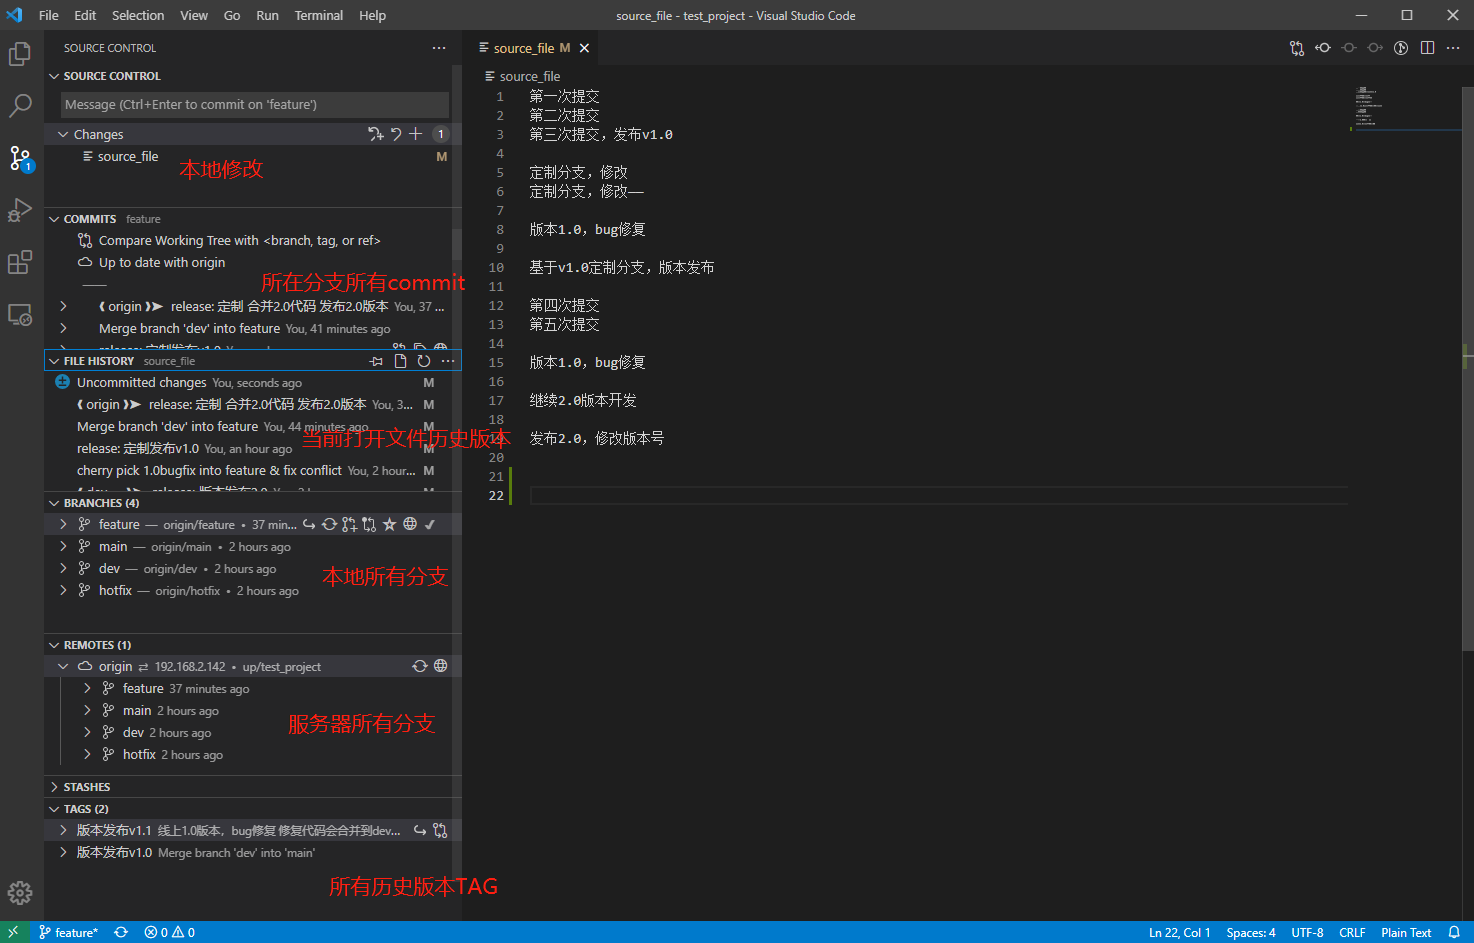 File Edit Selection View Go Run Terminal Help
source_file - test_project - Visual Studio Code
SOURCE CONTROL
SOURCE CONTROL
Message (Ctrl+Enter to commit on 'feature')
Changes 1
source_file M
本地修改
COMMITS feature
Compare Working Tree with <branch, tag, or ref>
Up to date with origin
所在分支所有commit
origin release: 定制 合并2.0代码 发布2.0版本 You, 37 ...
Merge branch 'dev' into feature You, 41 minutes ago
FILE HISTORY source_file
Uncommitted changes You, seconds ago M
origin release: 定制 合并2.0代码 发布2.0版本 You, 3... M
Merge branch 'dev' into feature You, 44 minutes ago M
当前打开文件历史版本
release: 定制发布v1.0 You, an hour ago M
cherry pick 1.0bugfix into feature & fix conflict You, 2 hour... M
BRANCHES (4)
feature — origin/feature • 37 min...
main — origin/main • 2 hours ago
dev — origin/dev • 2 hours ago
本地所有分支
hotfix — origin/hotfix • 2 hours ago
REMOTES (1)
origin ⇄ 192.168.2.142 • up/test_project
feature 37 minutes ago
main 2 hours ago
服务器所有分支
dev 2 hours ago
hotfix 2 hours ago
STASHES
TAGS (2)
版本发布v1.1 线上1.0版本，bug修复 修复代码会合并到dev...
版本发布v1.0 Merge branch 'dev' into 'main'
所有历史版本TAG
source_file M
source_file
1 第一次提交
2 第二次提交
3 第三次提交，发布v1.0
4
5 定制分支，修改
6 定制分支，修改——
7
8 版本1.0，bug修复
9
10 基于v1.0定制分支，版本发布
11
12 第四次提交
13 第五次提交
14
15 版本1.0，bug修复
16
17 继续2.0版本开发
18
19 发布2.0，修改版本号
20
21
22
feature* 0 0
Ln 22, Col 1 Spaces: 4 UTF-8 CRLF Plain Text
1